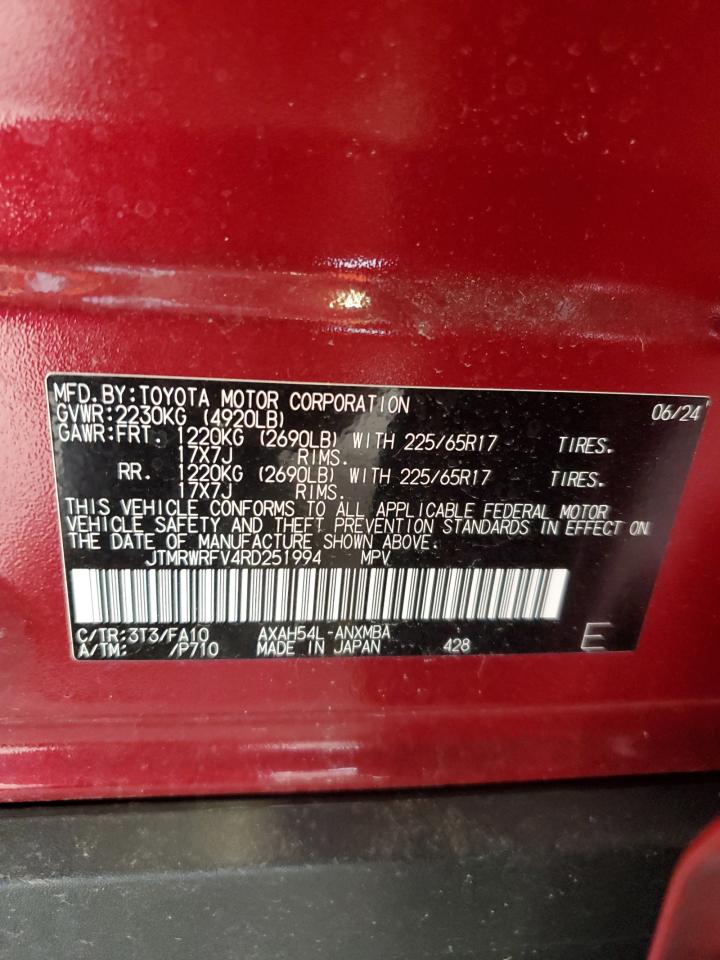 MFD.BY:TOYOTA MOTOR CORPORATION 06/24
GVWR:2230KG (4920LB)
GAWR:FRT. 1220KG (2690LB) WITH 225/65R17 TIRES.
17X7J RIMS.
RR. 1220KG (2690LB) WITH 225/65R17 TIRES.
17X7J RIMS.
THIS VEHICLE CONFORMS TO ALL APPLICABLE FEDERAL MOTOR
VEHICLE SAFETY AND THEFT PREVENTION STANDARDS IN EFFECT ON
THE DATE OF MANUFACTURE SHOWN ABOVE.
JTMRWRFV4RD251994 MPV
C/TR:3T3/FA10 AXAH54L-ANXMBA
A/TM: /P710 MADE IN JAPAN 428 E